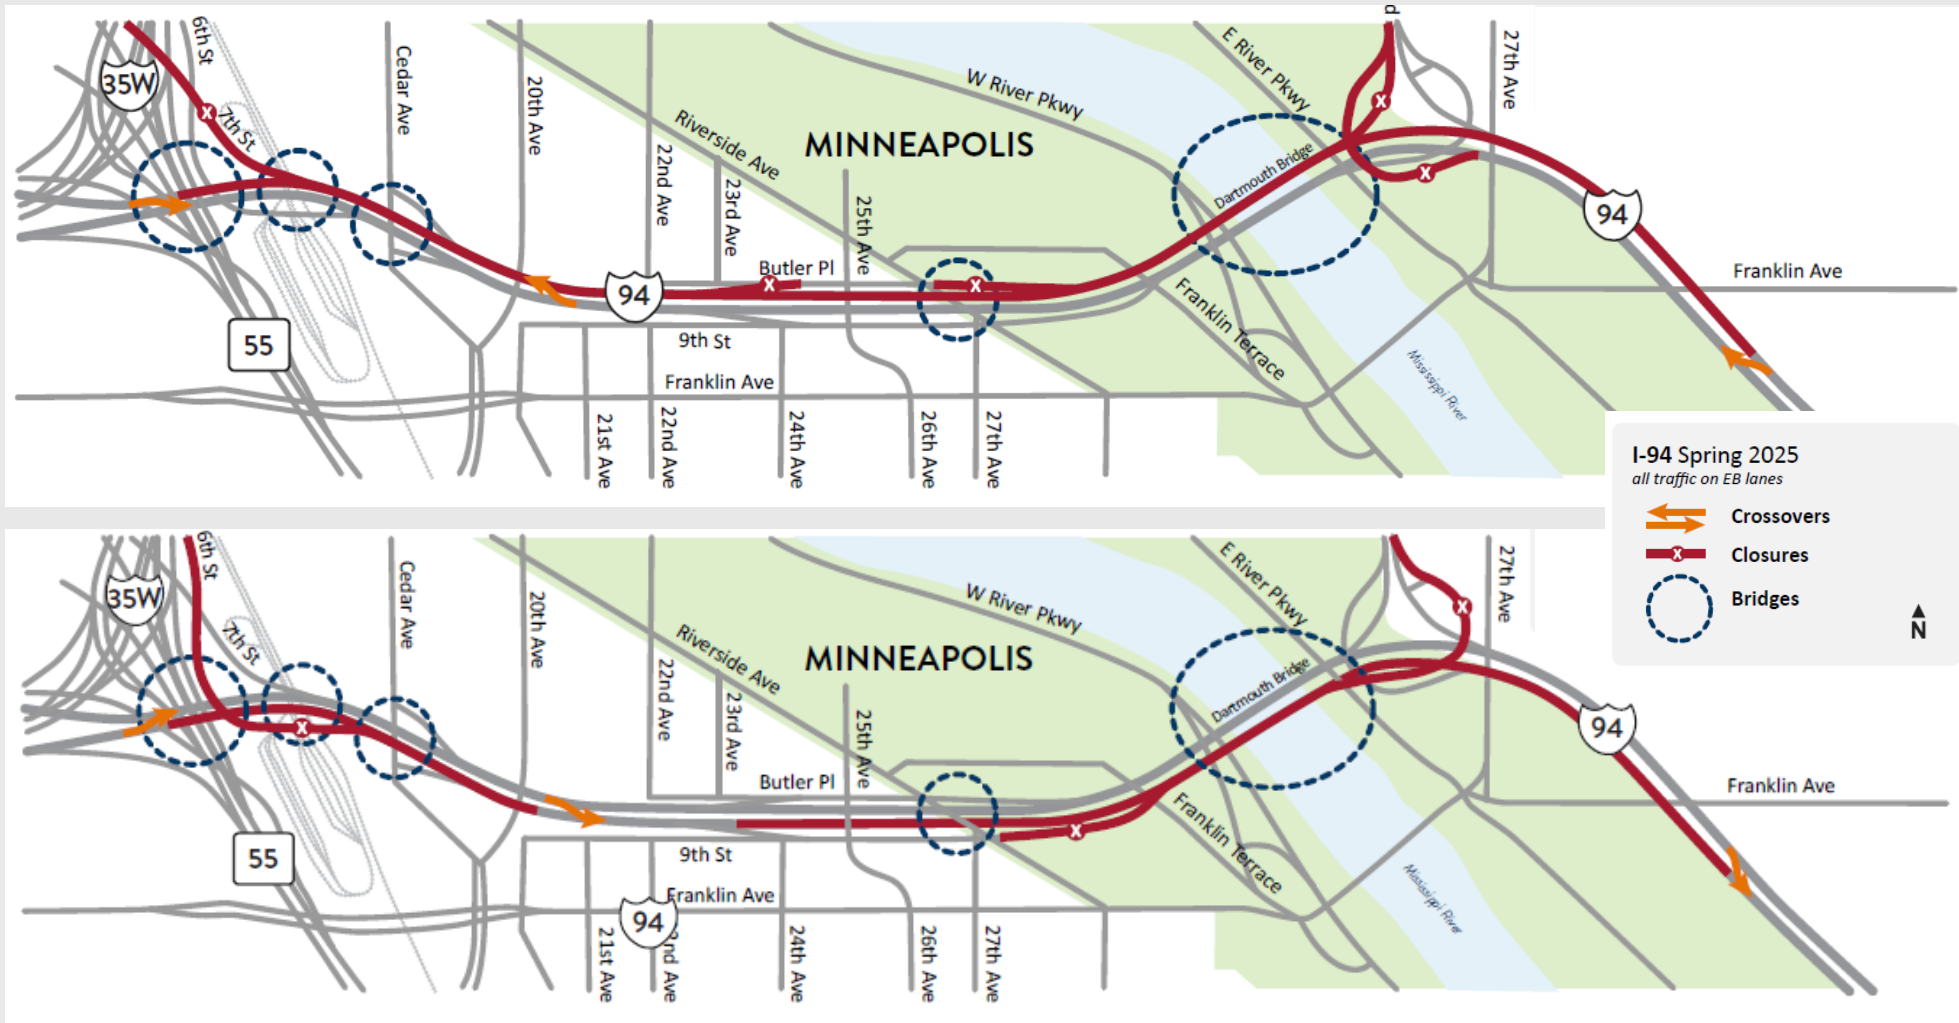 35W
6th St
7th St
Cedar Ave
20th Ave
Riverside Ave
22nd Ave
23rd Ave
MINNEAPOLIS
W River Pkwy
E River Pkwy
27th Ave
Dartmouth Bridge
25th Ave
Butler Pl
94
94
Franklin Ave
Franklin Terrace
Mississippi River
55
9th St
Franklin Ave
21st Ave
22nd Ave
24th Ave
26th Ave
27th Ave
I-94 Spring 2025
all traffic on EB lanes
Crossovers
X Closures
Bridges
N
X
X
X
X
X
35W
6th St
7th St
Cedar Ave
20th Ave
Riverside Ave
22nd Ave
23rd Ave
MINNEAPOLIS
W River Pkwy
E River Pkwy
27th Ave
Dartmouth Bridge
25th Ave
Butler Pl
94
Franklin Ave
Franklin Terrace
Mississippi River
55
9th St
Franklin Ave
94
21st Ave
nd Ave
24th Ave
26th Ave
27th Ave
X
X
X